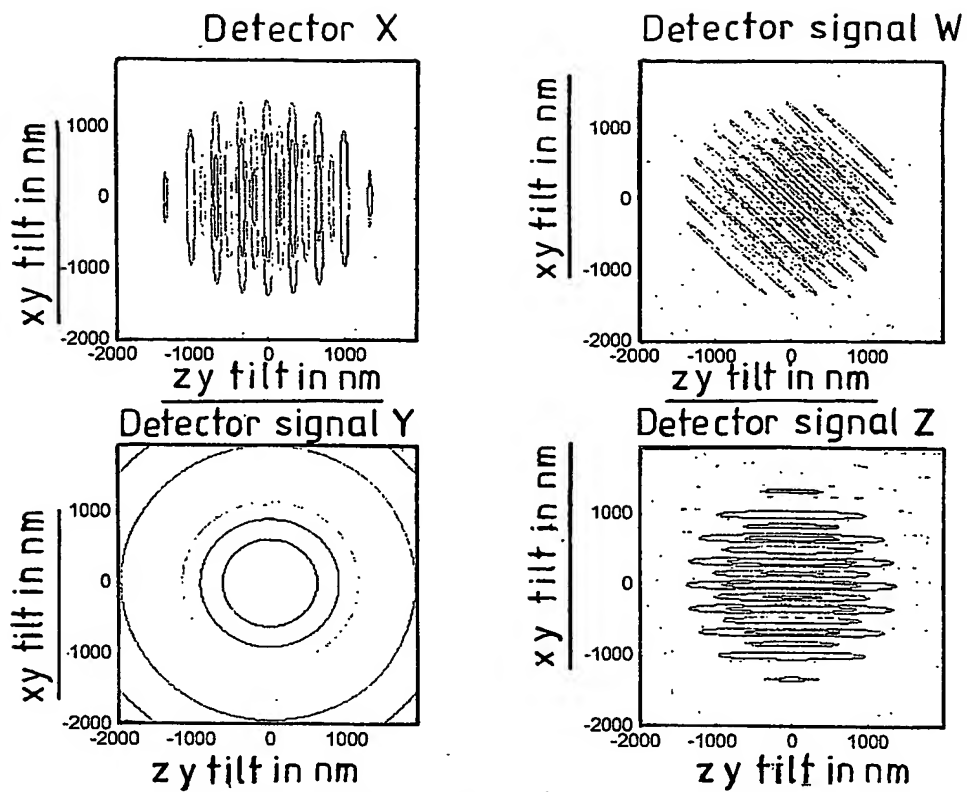 Detector X
xy tilt in nm
1000
0
-1000
-2000
-2000 -1000 0 1000
zy tilt in nm
Detector signal W
xy tilt in nm
1000
0
-1000
-2000
-2000 -1000 0 1000
zy tilt in nm
Detector signal Y
xy tilt in nm
1000
0
-1000
-2000
-2000 -1000 0 1000
zy tilt in nm
Detector signal Z
xy tilt in nm
1000
0
-1000
-2000
-2000 -1000 0 1000
zy tilt in nm